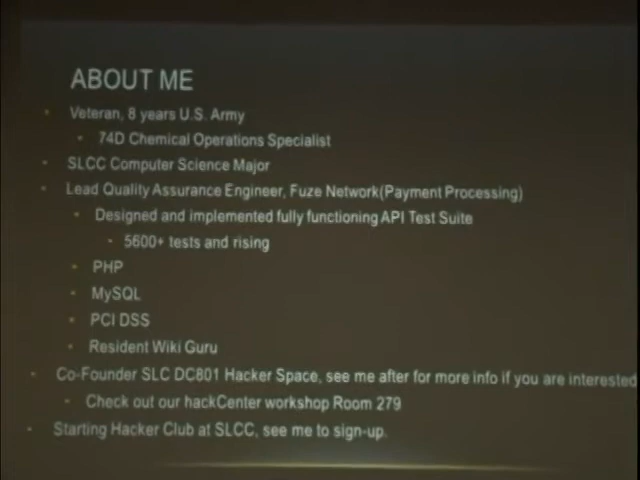 ABOUT ME
Veteran, 8 years U.S. Army
74D Chemical Operations Specialist
SLCC Computer Science Major
Lead Quality Assurance Engineer, Fuze Network(Payment Processing)
Designed and implemented fully functioning API Test Suite
5600+ tests and rising
PHP
MySQL
PCI DSS
Resident Wiki Guru
Co-Founder SLC DC801 Hacker Space, see me after for more info if you are interested
Check out our hackCenter workshop Room 279
Starting Hacker Club at SLCC, see me to sign-up.